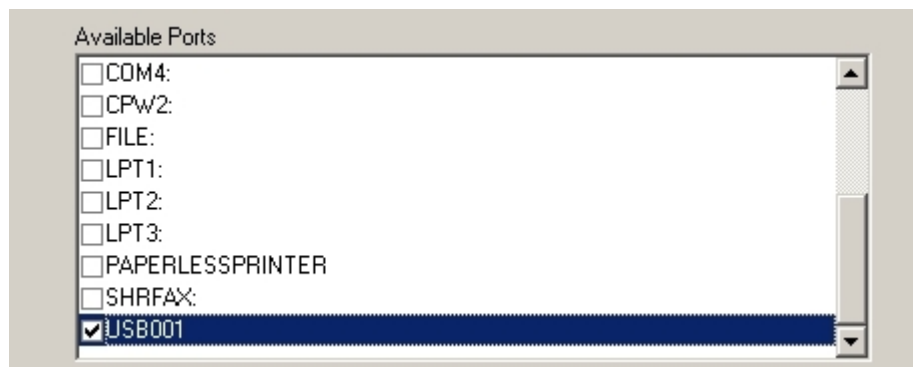 Available Ports
COM4:
CPW2:
FILE:
LPT1:
LPT2:
LPT3:
PAPERLESSPRINTER
SHRFAX:
USB001